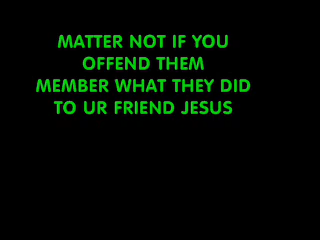 MATTER NOT IF YOU
OFFEND THEM
MEMBER WHAT THEY DID
TO UR FRIEND JESUS